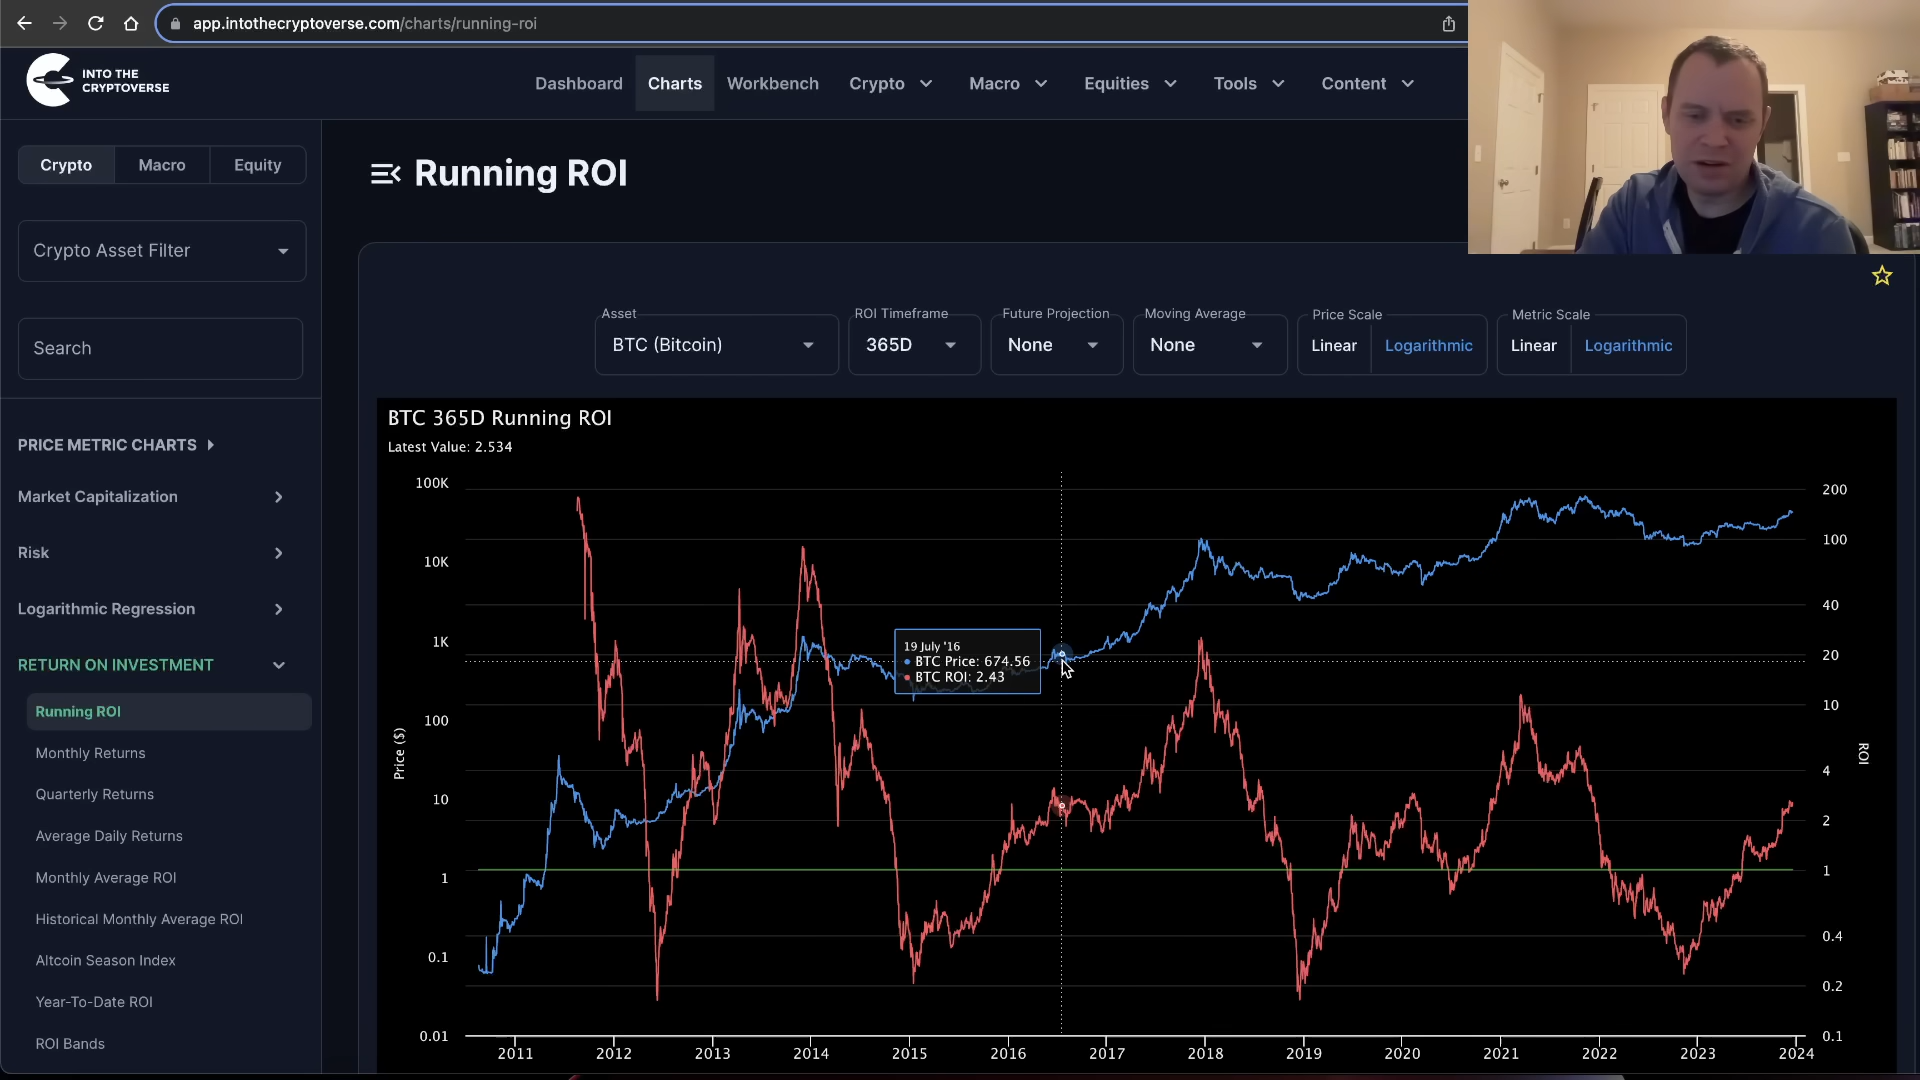 app.intothecryptoverse.com/charts/running-roi
INTO THE
CRYPTOVERSE
Dashboard
Charts
Workbench
Crypto
Macro
Equities
Tools
Content
Crypto
Macro
Equity
Crypto Asset Filter
Search
PRICE METRIC CHARTS
Market Capitalization
Risk
Logarithmic Regression
RETURN ON INVESTMENT
Running ROI
Monthly Returns
Quarterly Returns
Average Daily Returns
Monthly Average ROI
Historical Monthly Average ROI
Altcoin Season Index
Year-To-Date ROI
ROI Bands
Running ROI
Asset
BTC (Bitcoin)
ROI Timeframe
365D
Future Projection
None
Moving Average
None
Price Scale
Linear
Logarithmic
Metric Scale
Linear
Logarithmic
BTC 365D Running ROI
Latest Value: 2.534
100K
10K
1K
100
10
1
0.1
0.01
Price ($)
19 July '16
BTC Price: 674.56
BTC ROI: 2.43
200
100
40
20
10
4
2
1
0.4
0.2
0.1
ROI
2011
2012
2013
2014
2015
2016
2017
2018
2019
2020
2021
2022
2023
2024